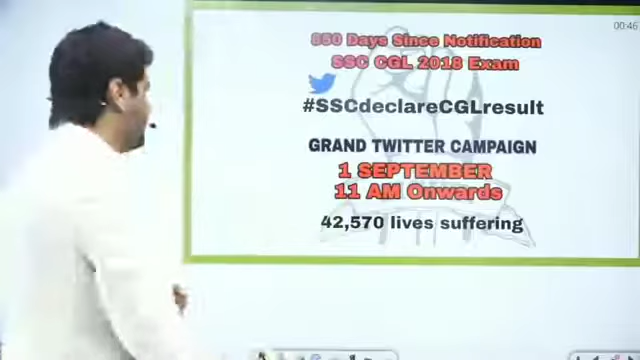 00:46
850 Days Since Notification
SSC CGL 2018 Exam
#SSCdeclareCGLresult
GRAND TWITTER CAMPAIGN
1 SEPTEMBER
11 AM Onwards
42,570 lives suffering